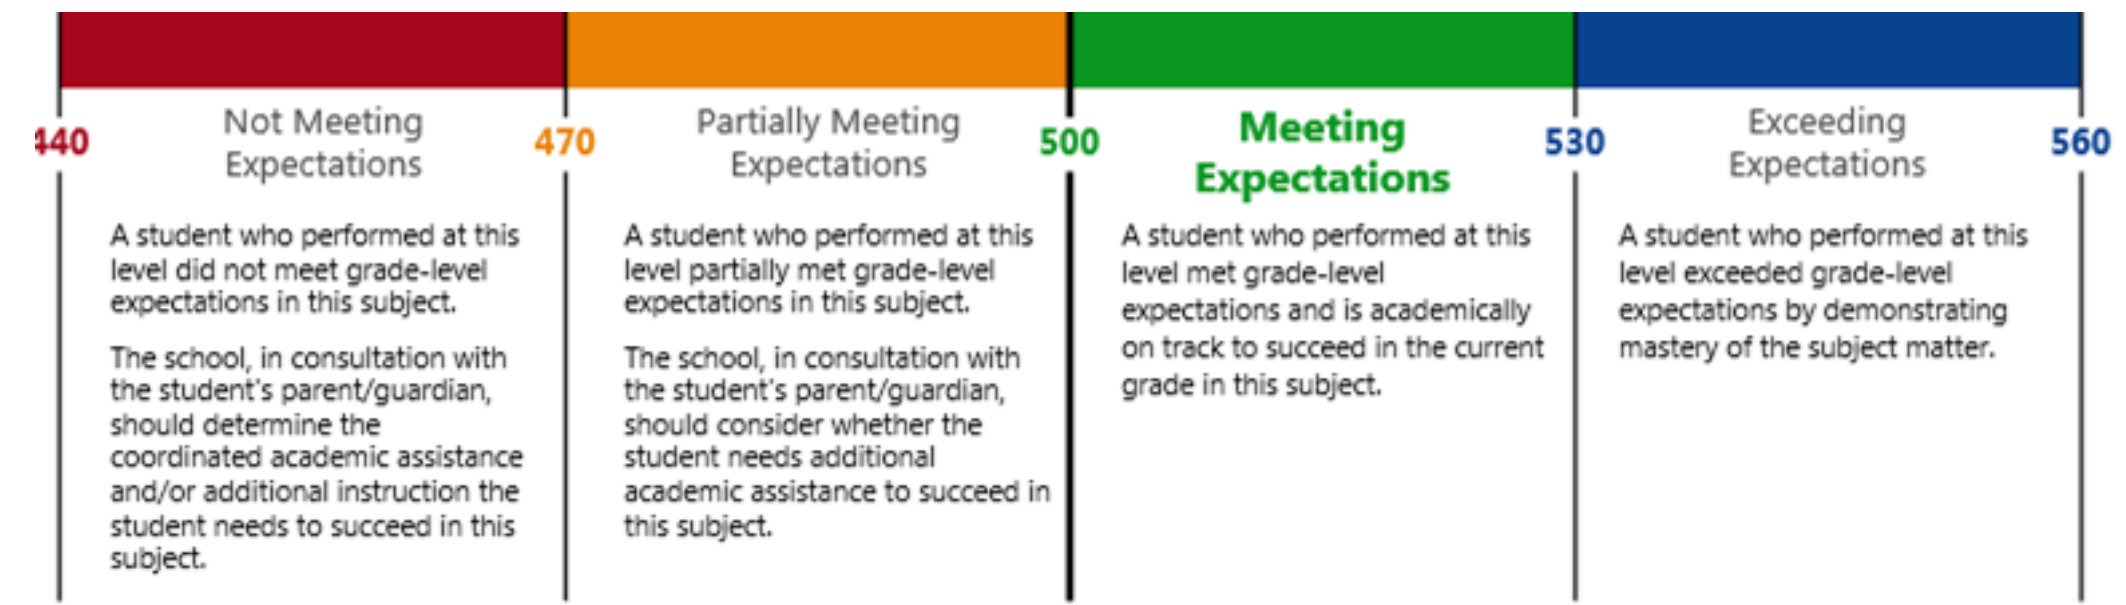 440
Not Meeting
Expectations
A student who performed at this
level did not meet grade-level
expectations in this subject.
The school, in consultation with
the student's parent/guardian,
should determine the
coordinated academic assistance
and/or additional instruction the
student needs to succeed in this
subject.
470
Partially Meeting
Expectations
A student who performed at this
level partially met grade-level
expectations in this subject.
The school, in consultation with
the student's parent/guardian,
should consider whether the
student needs additional
academic assistance to succeed in
this subject.
500
Meeting
Expectations
A student who performed at this
level met grade-level
expectations and is academically
on track to succeed in the current
grade in this subject.
530
Exceeding
Expectations
A student who performed at this
level exceeded grade-level
expectations by demonstrating
mastery of the subject matter.
560